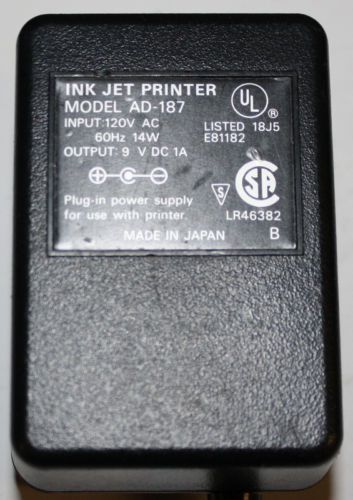 INK JET PRINTER
MODEL AD-187
INPUT:120V AC
60Hz 14W
OUTPUT: 9 V DC 1A
UL ®
LISTED 18J5
E81182
+ -
Plug-in power supply
for use with printer.
S
SA
LR46382
MADE IN JAPAN
B